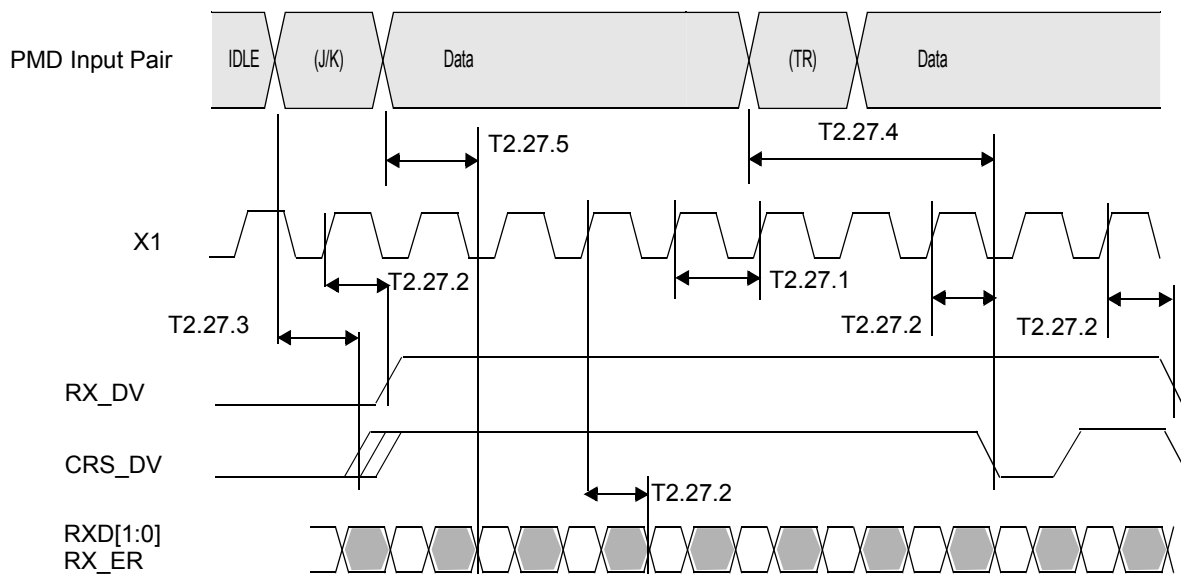 PMD Input Pair
IDLE
(J/K)
Data
(TR)
Data
T2.27.5
T2.27.4
X1
T2.27.2
T2.27.1
T2.27.3
T2.27.2
T2.27.2
RX_DV
CRS_DV
T2.27.2
RXD[1:0]
RX_ER